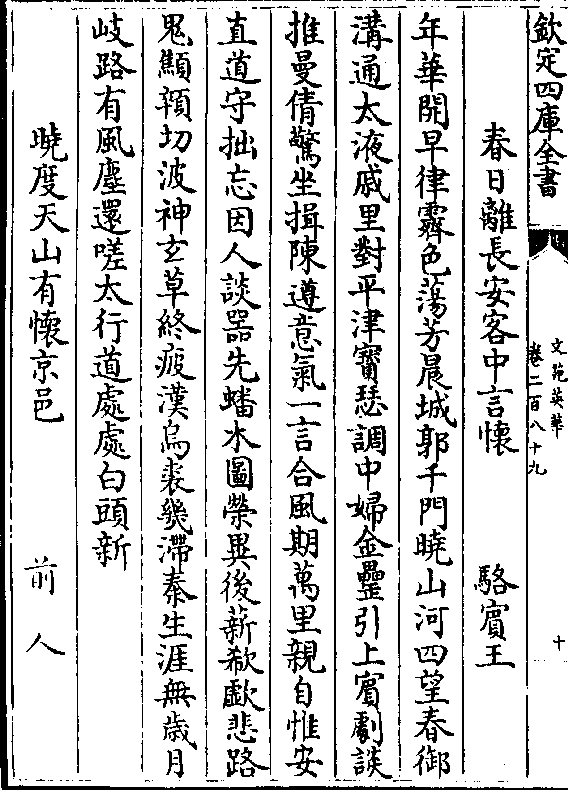 欽定四庫全書
文苑英華
卷二百八十九
十
春日離長安客中言懷 駱賓王
年華開早律霽色蕩芳晨城郭千門曉山河四望春御
溝通太液戚里對平津寳瑟調中婦金罍引上賓劇談
推曼倩驚坐揖陳遵意氣一言合風期萬里親自惟安
直道守拙忘因人談器先蟠木圖榮異後薪欷歔悲路
鬼顦顇切波神玄草終疲漢烏裘幾滯秦生涯無歲月
岐路有風塵還嗟太行道處處白頭新
曉度天山有懐京邑 前人